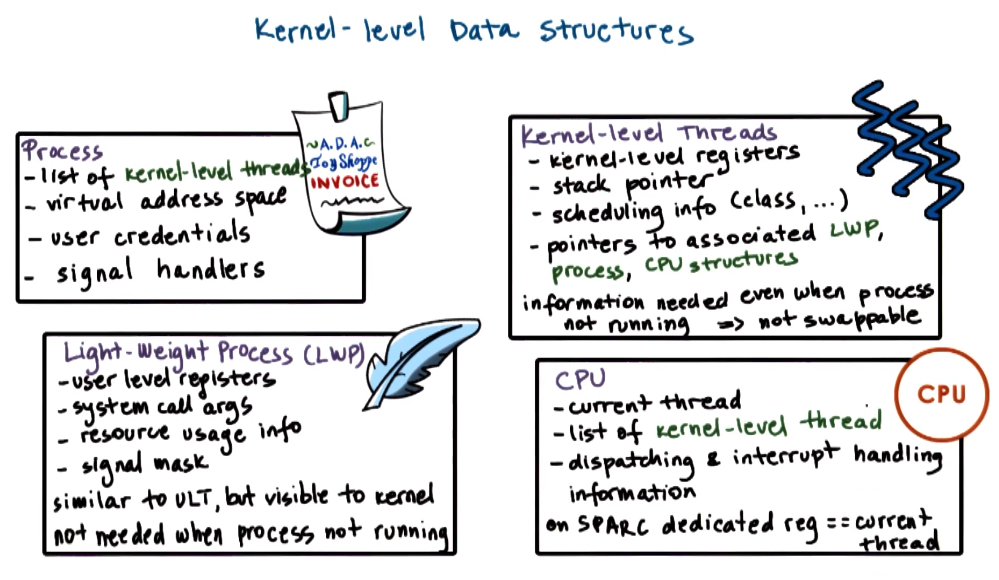 Kernel-level Data Structures
Process
- list of kernel-level threads
- virtual address space
- user credentials
- signal handlers
A.D.A.C
Toy Shoppe
INVOICE
Kernel-level Threads
- kernel-level registers
- stack pointer
- scheduling info (class, ...)
- pointers to associated LWP,
process, CPU structures
information needed even when process
not running => not swappable
Light-Weight Process (LWP)
- user level registers
- system call args
- resource usage info
- signal mask
similar to ULT, but visible to kernel
not needed when process not running
CPU
- current thread
- list of kernel-level thread
- dispatching & interrupt handling
information
on SPARC dedicated reg == current
thread
CPU